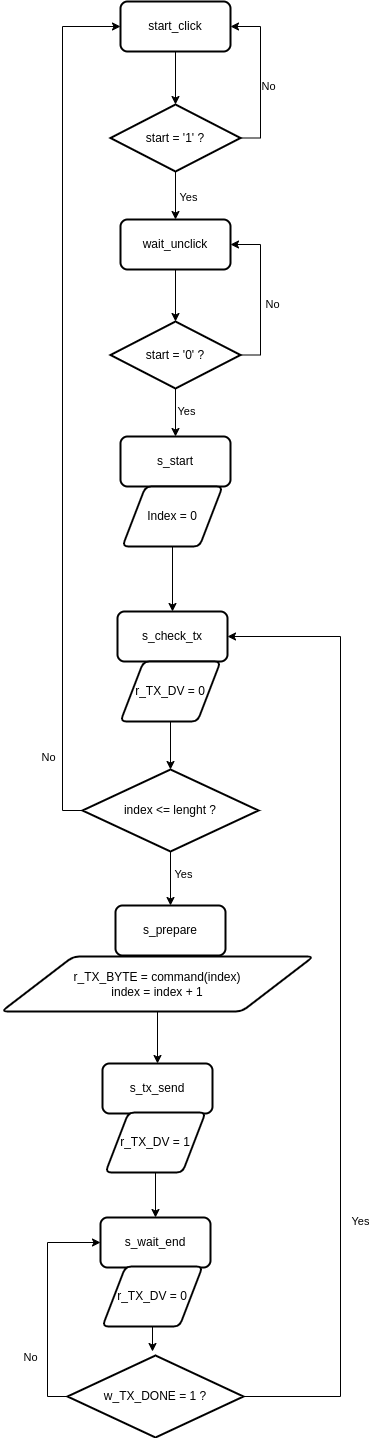 start_click
No
start = '1' ?
Yes
wait_unclick
No
start = '0' ?
Yes
s_start
Index = 0
s_check_tx
r_TX_DV = 0
No
index <= lenght ?
Yes
s_prepare
r_TX_BYTE = command(index)
index = index + 1
s_tx_send
r_TX_DV = 1
Yes
s_wait_end
r_TX_DV = 0
No
w_TX_DONE = 1 ?